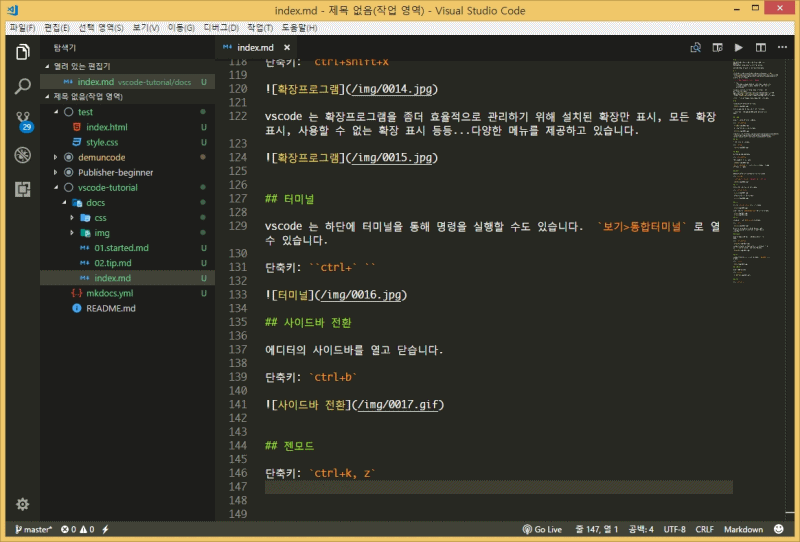 index.md - 제목 없음(작업 영역) - Visual Studio Code
파일(F) 편집(E) 선택 영역(S) 보기(V) 이동(G) 디버그(D) 작업(T) 도움말(H)
탐색기
열려 있는 편집기
index.md vscode-tutorial/docs U
제목 없음(작업 영역)
test
index.html U
style.css U
demuncode
Publisher-beginner
vscode-tutorial
docs
css
img
01.started.md U
02.tip.md U
index.md U
mkdocs.yml U
README.md
29
index.md
118 단축키: `ctrl+shift+x`
119
120 ![확장프로그램](/img/0014.jpg)
121
122 vscode 는 확장프로그램을 좀더 효율적으로 관리하기 위해 설치된 확장만 표시, 모든 확장
표시, 사용할 수 없는 확장 표시 등등...다양한 메뉴를 제공하고 있습니다.
123
124 ![확장프로그램](/img/0015.jpg)
125
126
127 ## 터미널
128
129 vscode 는 하단에 터미널을 통해 명령을 실행할 수도 있습니다. `보기>통합터미널` 로 열
수 있습니다.
130
131 단축키: ``ctrl+` ``
132
133 ![터미널](/img/0016.jpg)
134
135 ## 사이드바 전환
136
137 에디터의 사이드바를 열고 닫습니다.
138
139 단축키: `ctrl+b`
140
141 ![사이드바 전환](/img/0017.gif)
142
143
144 ## 젠모드
145
146 단축키: `ctrl+k, z`
147
148
149
master* 0 0 Go Live 줄 147, 열 1 공백: 4 UTF-8 CRLF Markdown